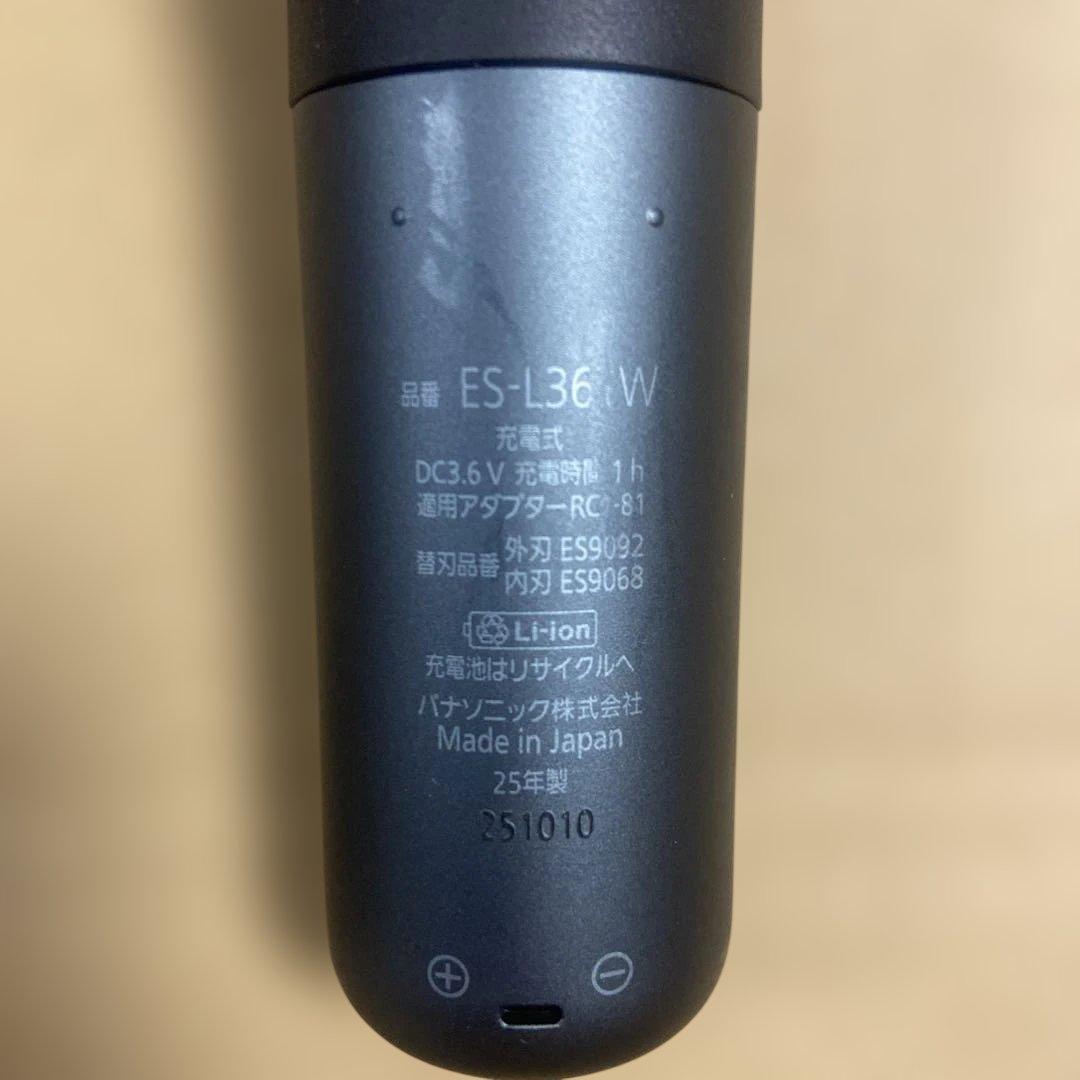 品番
充電式
DC3.6 V 充電時間 1 h
適用アダプター
替刃品番 外刃 ES9092
内刃 ES9068
Li-ion
充電池はリサイクルへ
パナソニック株式会社
Made in Japan
25年製
251010
+ −